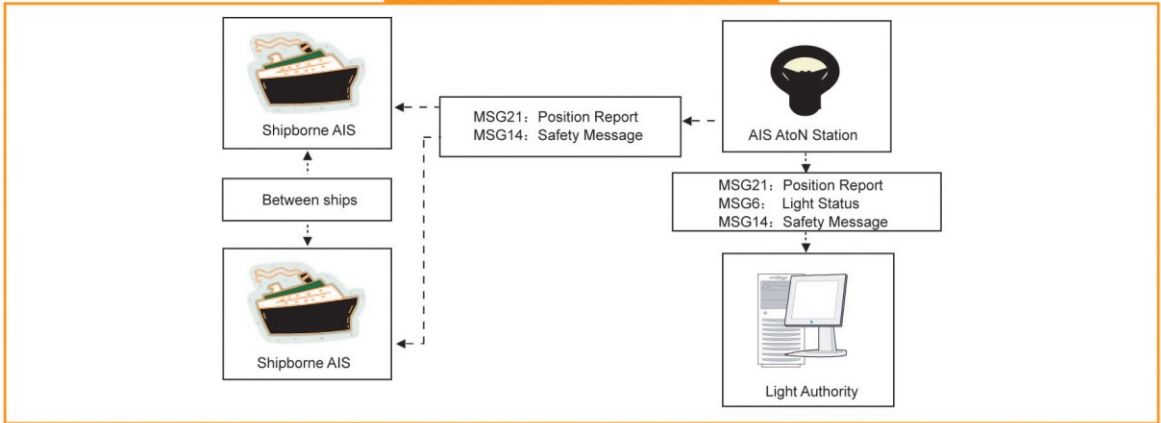 Shipborne AIS
MSG21：Position Report
MSG14：Safety Message
AIS AtoN Station
Between ships
MSG21：Position Report
MSG6： Light Status
MSG14：Safety Message
Shipborne AIS
Light Authority